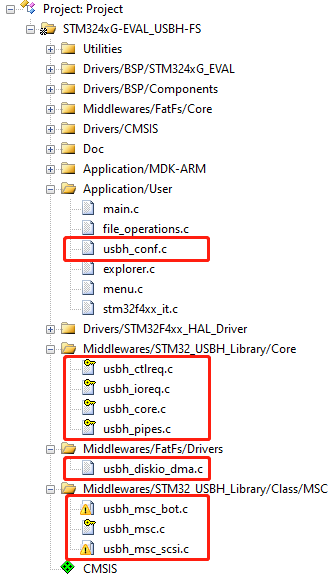 Project: Project
STM324xG-EVAL_USBH-FS
Utilities
Drivers/BSP/STM324xG_EVAL
Drivers/BSP/Components
Middlewares/FatFs/Core
Drivers/CMSIS
Doc
Application/MDK-ARM
Application/User
main.c
file_operations.c
usbh_conf.c
explorer.c
menu.c
stm32f4xx_it.c
Drivers/STM32F4xx_HAL_Driver
Middlewares/STM32_USBH_Library/Core
usbh_ctlreq.c
usbh_ioreq.c
usbh_core.c
usbh_pipes.c
Middlewares/FatFs/Drivers
usbh_diskio_dma.c
Middlewares/STM32_USBH_Library/Class/MSC
usbh_msc_bot.c
usbh_msc.c
usbh_msc_scsi.c
CMSIS